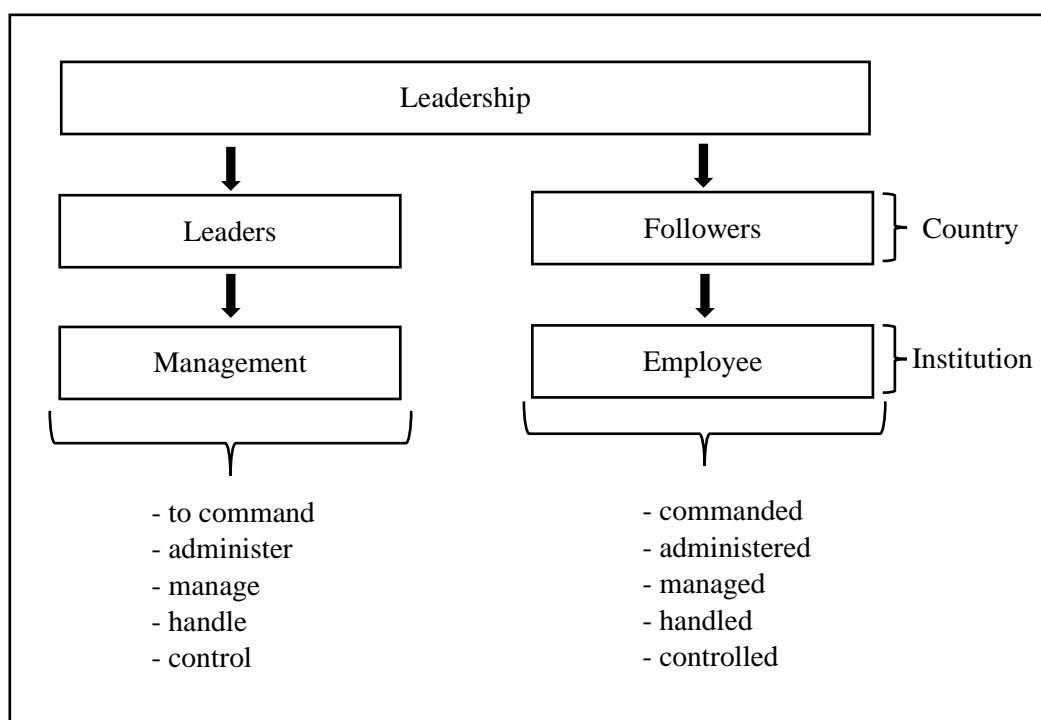 Leadership
Leaders
Followers
Country
Management
Employee
Institution
- to command
- administer
- manage
- handle
- control
- commanded
- administered
- managed
- handled
- controlled